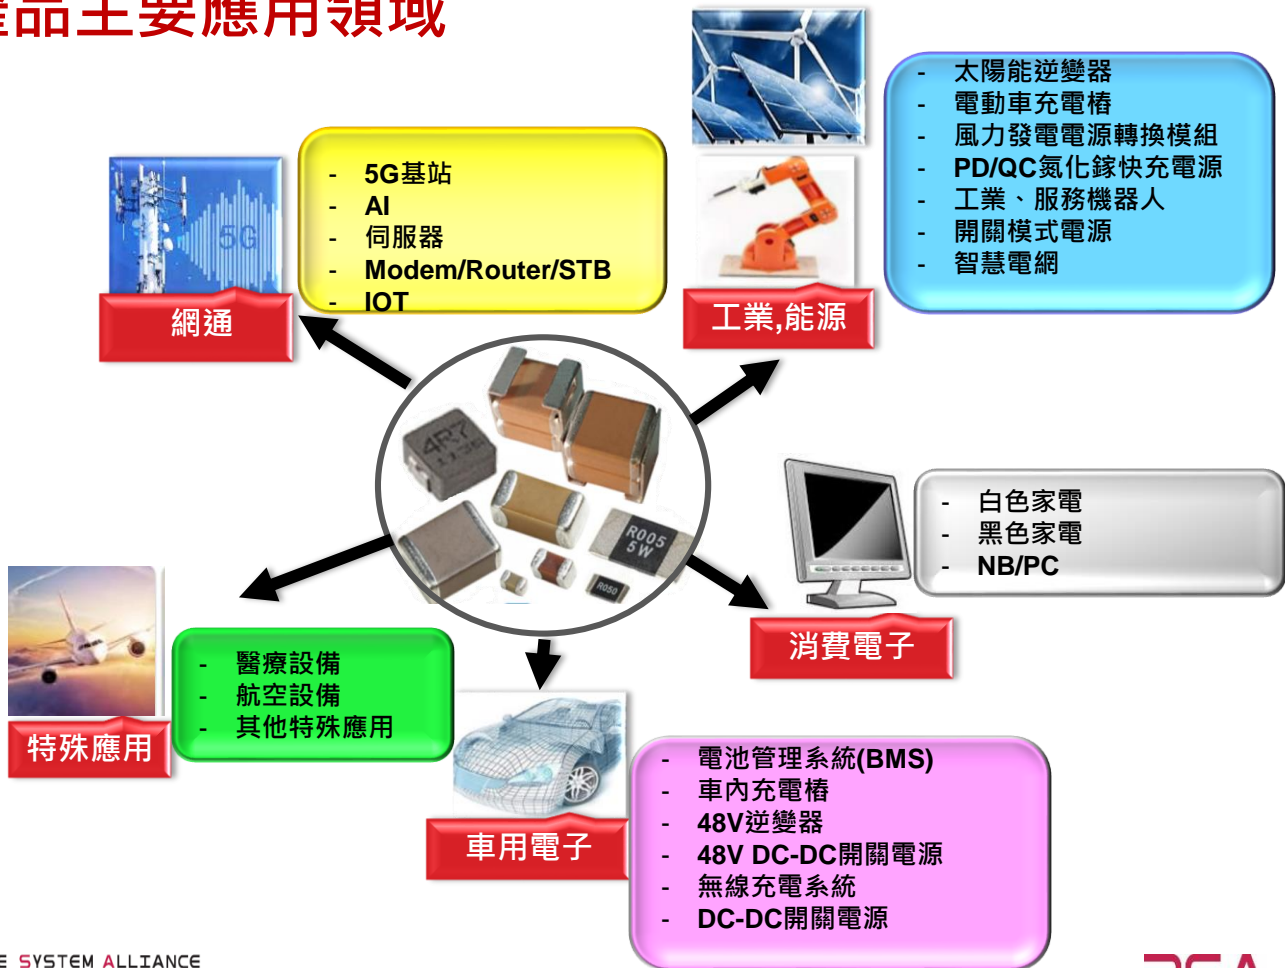 產品主要應用領域
- 太陽能逆變器
- 電動車充電樁
- 風力發電電源轉換模組
- PD/QC氮化鎵快充電源
- 工業、服務機器人
- 開關模式電源
- 智慧電網
工業,能源
- 5G基站
- AI
- 伺服器
- Modem/Router/STB
- IOT
5G
網通
4R7
R005
5W
R050
- 白色家電
- 黑色家電
- NB/PC
消費電子
- 醫療設備
- 航空設備
- 其他特殊應用
特殊應用
- 電池管理系統(BMS)
- 車內充電樁
- 48V逆變器
- 48V DC-DC開關電源
- 無線充電系統
- DC-DC開關電源
車用電子
E SYSTEM ALLIANCE